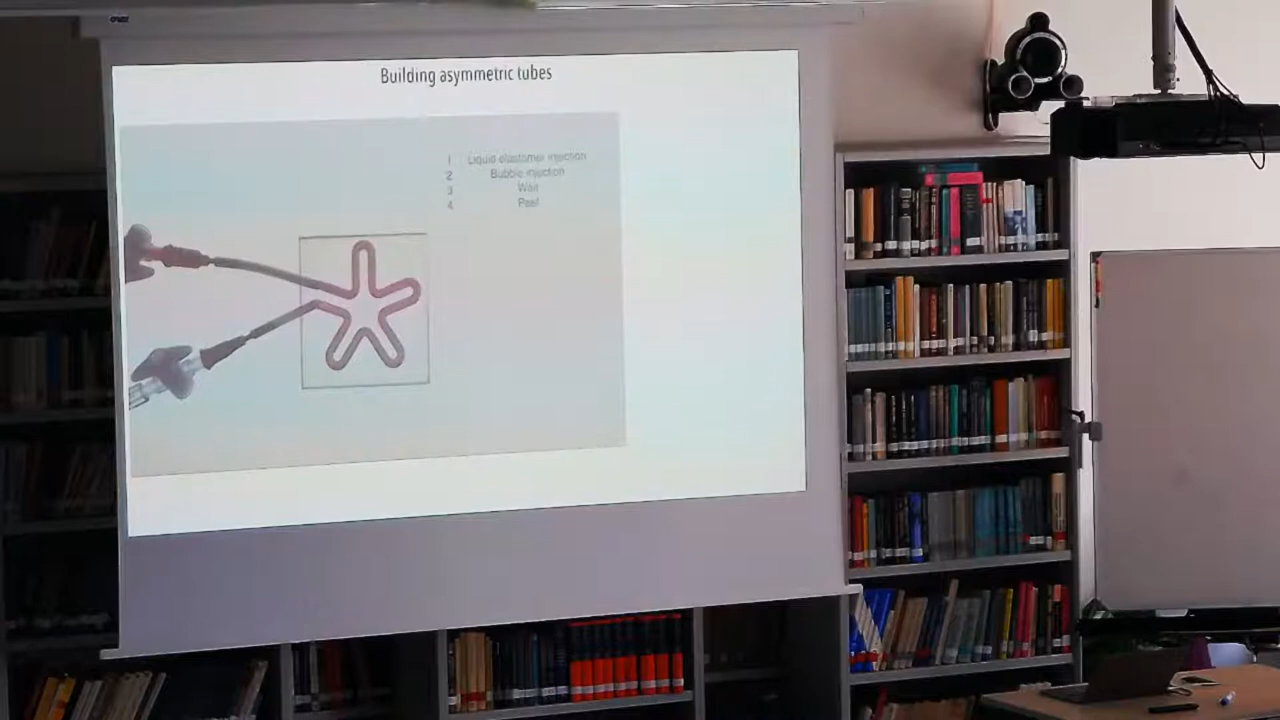 Building asymmetric tubes
1 Liquid elastomer injection
2 Bubble injection
3 Wait
4 Peel